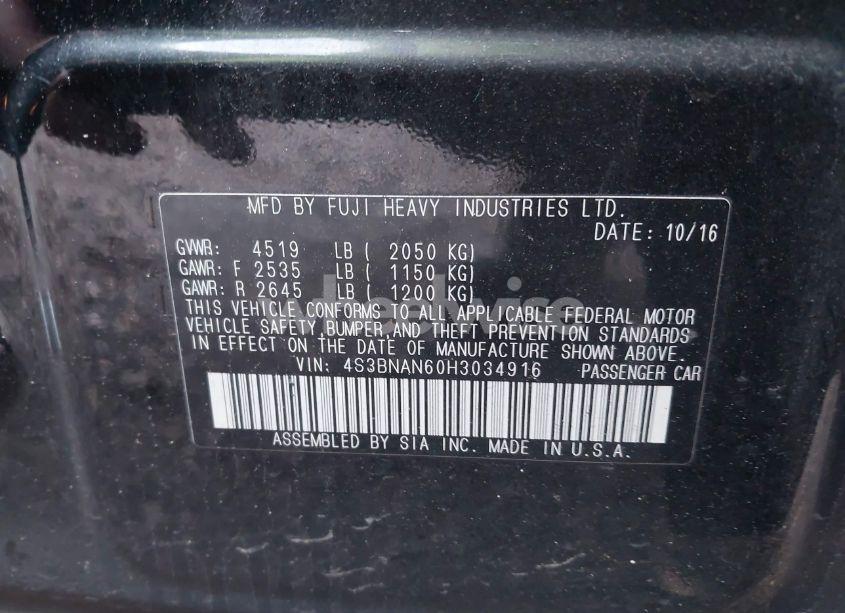 MFD BY FUJI HEAVY INDUSTRIES LTD.
DATE: 10/16
GVWR: 4519 LB ( 2050 KG)
GAWR: F 2535 LB ( 1150 KG)
GAWR: R 2645 LB ( 1200 KG)
THIS VEHICLE CONFORMS TO ALL APPLICABLE FEDERAL MOTOR
VEHICLE SAFETY,BUMPER,AND THEFT PREVENTION STANDARDS
IN EFFECT ON THE DATE OF MANUFACTURE SHOWN ABOVE.
VIN: 4S3BNAN60H3034916 PASSENGER CAR
ASSEMBLED BY SIA INC. MADE IN U.S.A.